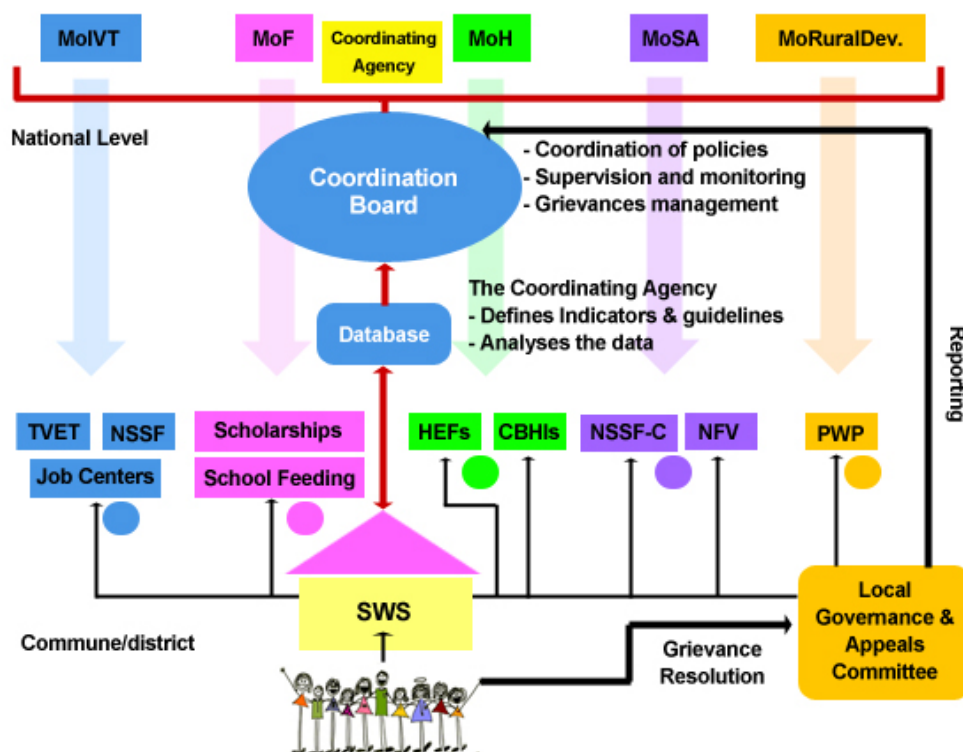 MoIVT
MoF
Coordinating
Agency
MoH
MoSA
MoRuralDev.
National Level
Coordination
Board
- Coordination of policies
- Supervision and monitoring
- Grievances management
Database
The Coordinating Agency
- Defines Indicators & guidelines
- Analyses the data
Reporting
TVET
NSSF
Job Centers
Scholarships
School Feeding
HEFs
CBHIs
NSSF-C
NFV
PWP
SWS
Commune/district
Grievance
Resolution
Local
Governance &
Appeals
Committee